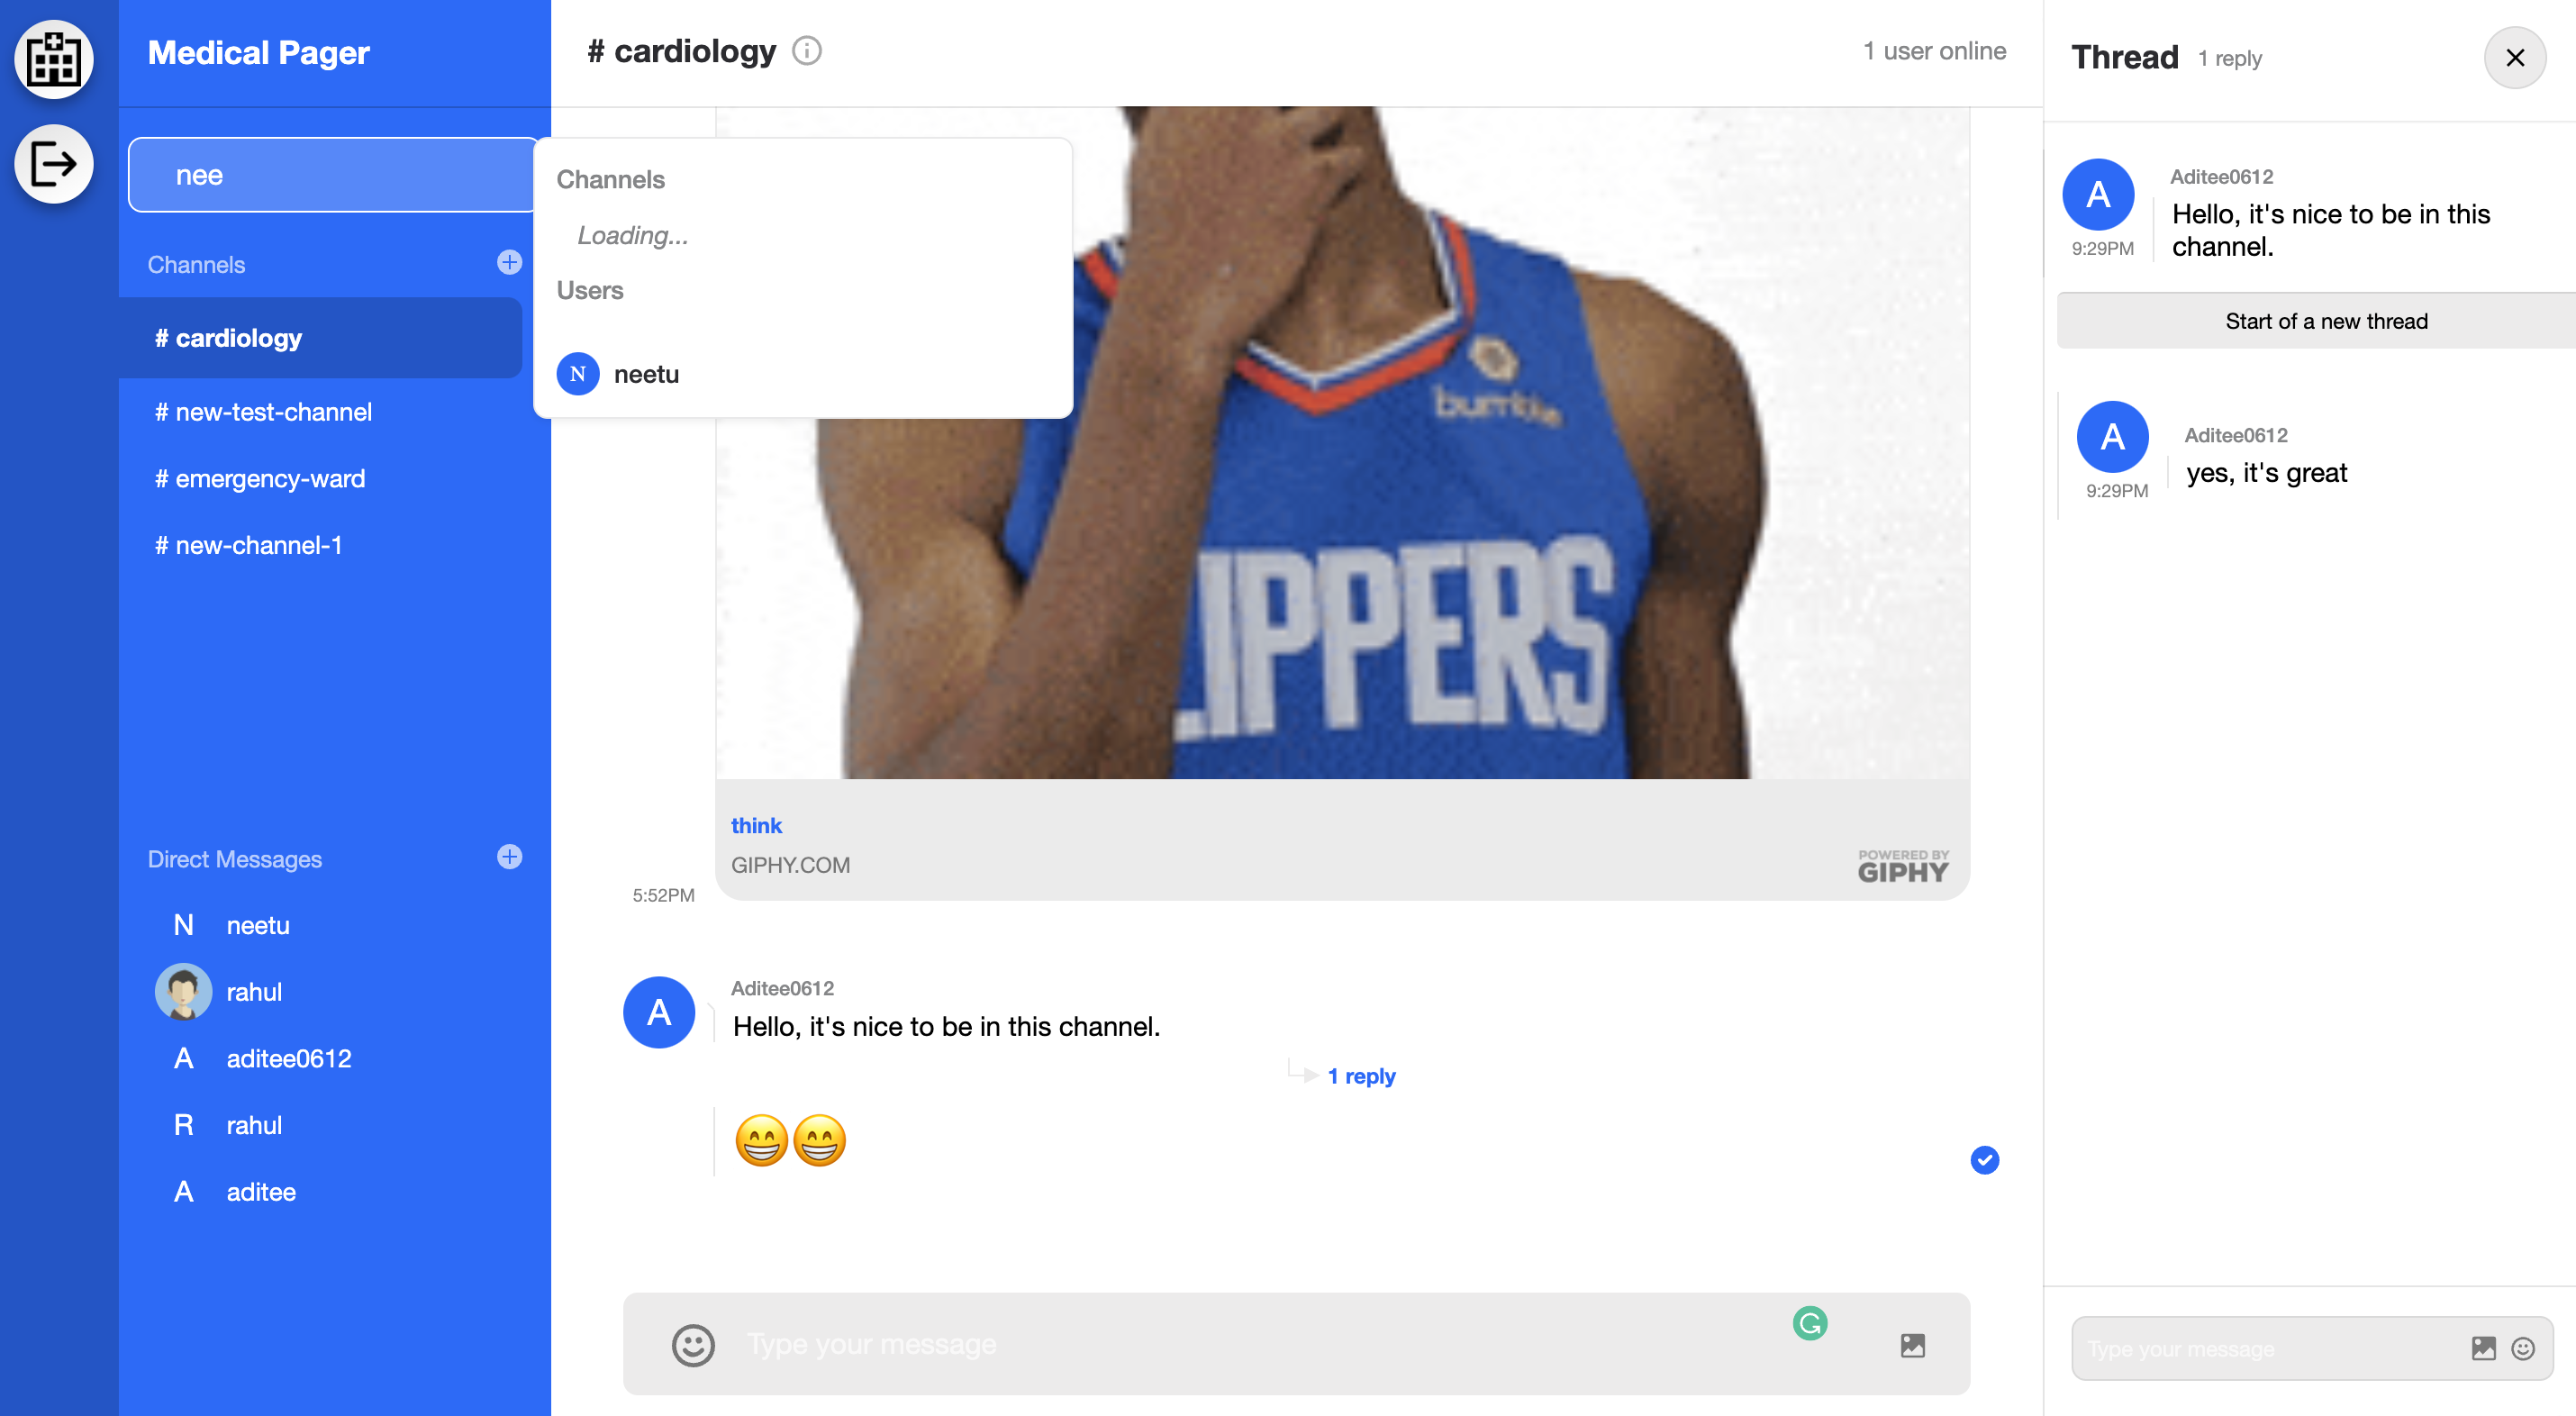 Medical Pager
nee
Channels
# cardiology
# new-test-channel
# emergency-ward
# new-channel-1
Direct Messages
N neetu
rahul
A aditee0612
R rahul
A aditee
Channels
Loading...
Users
N neetu
# cardiology
1 user online
bumble
LIPPERS
think
GIPHY.COM
POWERED BY
GIPHY
5:52PM
A
Aditee0612
Hello, it's nice to be in this channel.
1 reply
Type your message
Thread 1 reply
A
Aditee0612
Hello, it's nice to be in this
channel.
9:29PM
Start of a new thread
A
Aditee0612
yes, it's great
9:29PM
Type your message